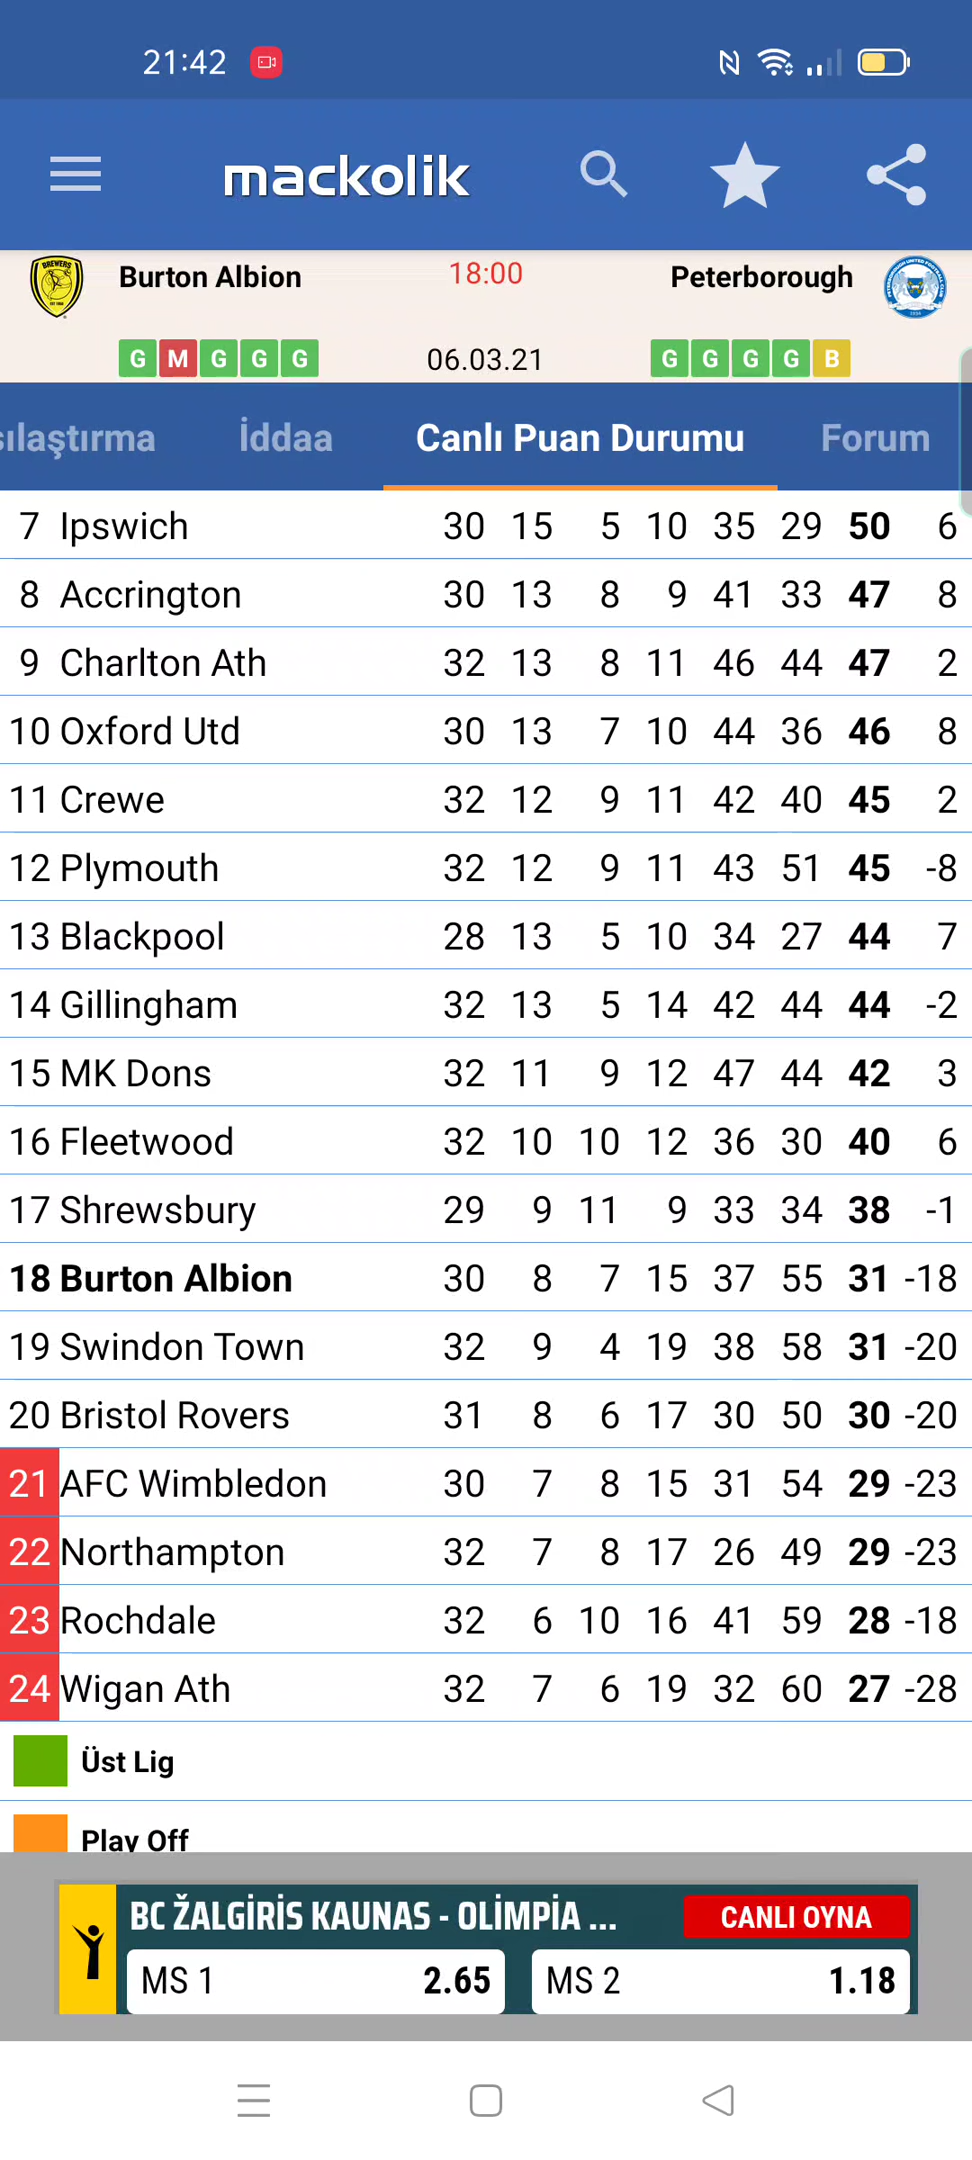 21:42
mackolik
Burton Albion 18:00 Peterborough
G M G G G 06.03.21 G G G G B
sılaştırma İddaa Canlı Puan Durumu Forum
7 Ipswich 30 15 5 10 35 29 50 6
8 Accrington 30 13 8 9 41 33 47 8
9 Charlton Ath 32 13 8 11 46 44 47 2
10 Oxford Utd 30 13 7 10 44 36 46 8
11 Crewe 32 12 9 11 42 40 45 2
12 Plymouth 32 12 9 11 43 51 45 -8
13 Blackpool 28 13 5 10 34 27 44 7
14 Gillingham 32 13 5 14 42 44 44 -2
15 MK Dons 32 11 9 12 47 44 42 3
16 Fleetwood 32 10 10 12 36 30 40 6
17 Shrewsbury 29 9 11 9 33 34 38 -1
18 Burton Albion 30 8 7 15 37 55 31 -18
19 Swindon Town 32 9 4 19 38 58 31 -20
20 Bristol Rovers 31 8 6 17 30 50 30 -20
21 AFC Wimbledon 30 7 8 15 31 54 29 -23
22 Northampton 32 7 8 17 26 49 29 -23
23 Rochdale 32 6 10 16 41 59 28 -18
24 Wigan Ath 32 7 6 19 32 60 27 -28
Üst Lig
Play Off
BC ŽALGİRİS KAUNAS - OLİMPİA ... CANLI OYNA
MS 1 2.65 MS 2 1.18